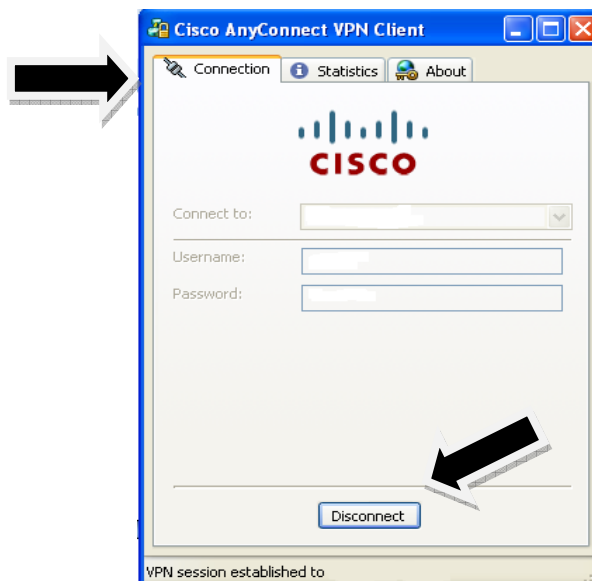 Cisco AnyConnect VPN Client
Connection
Statistics
About
CISCO
Connect to:
Username:
Password:
Disconnect
VPN session established to